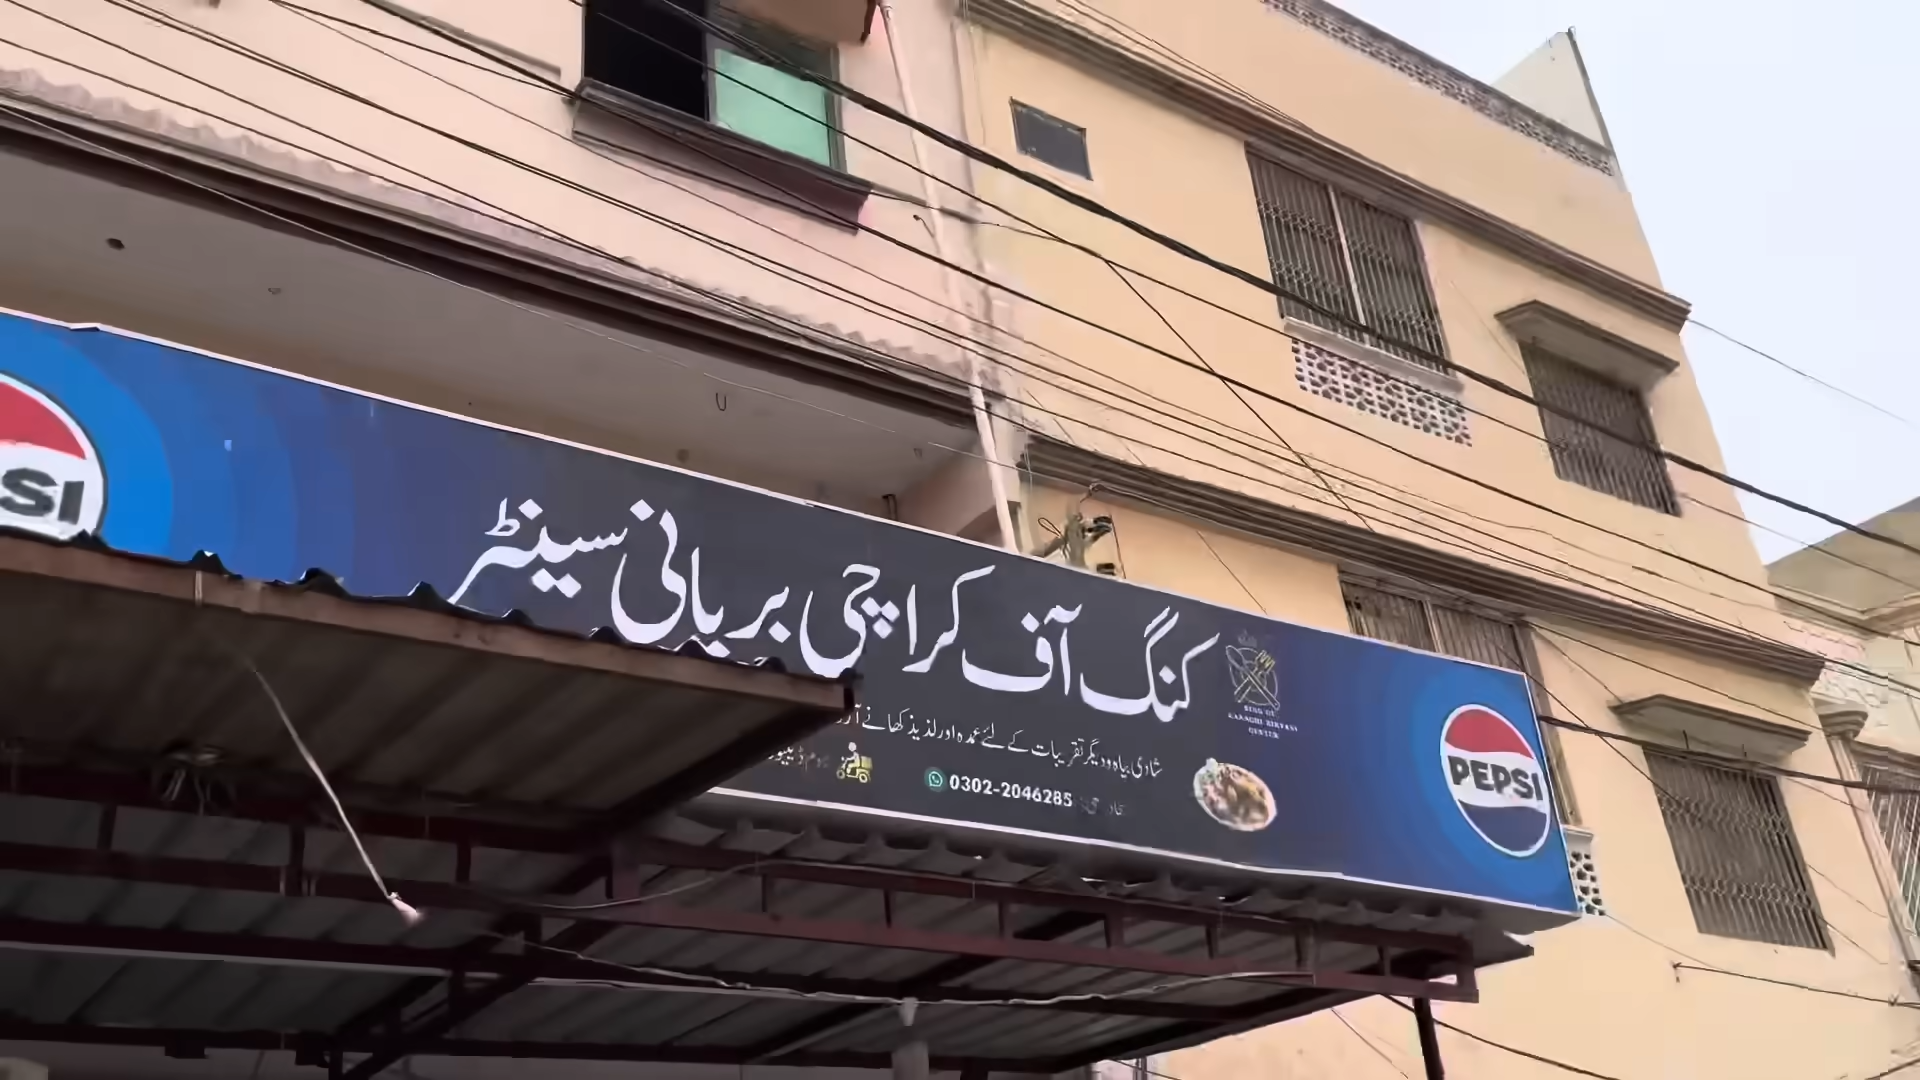 کنگ آف کراچی بریانی سینٹر
KING OF
KARACHI BIRYANI
CENTER
شادی بیاہ و دیگر تقریبات کے لئے عمدہ اور لذیذ کھانے
0302-2046285
PEPSI
SI